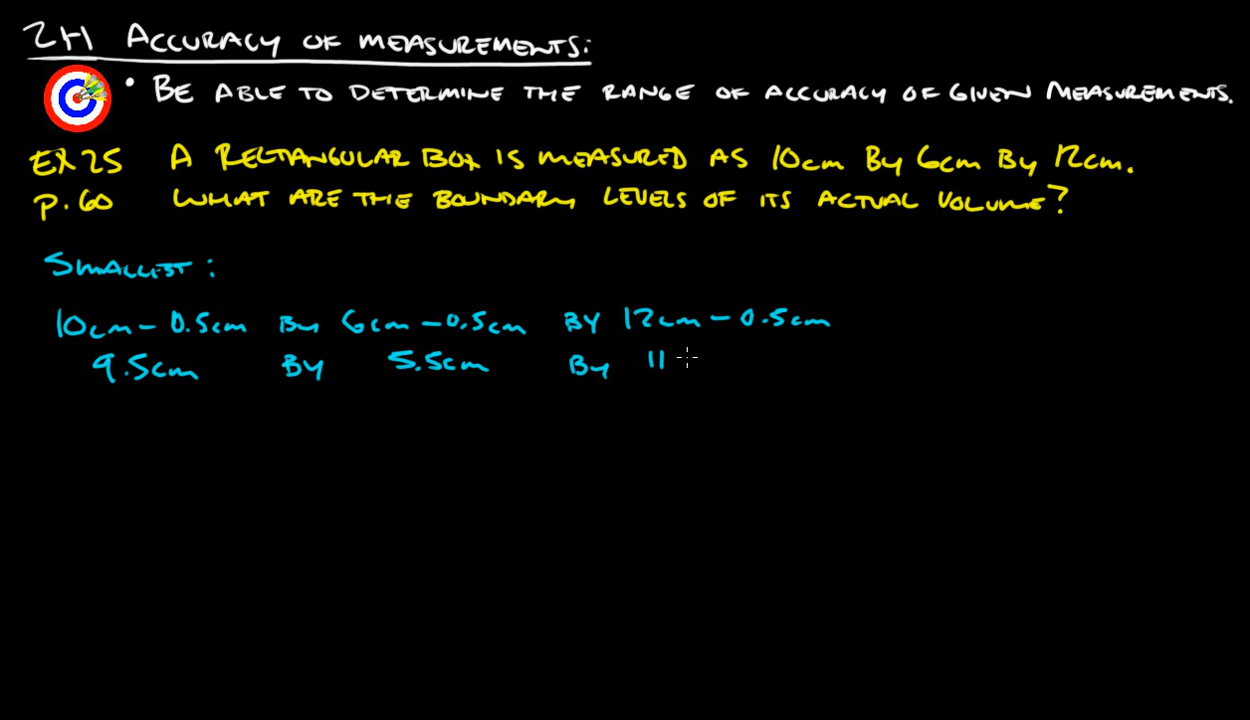 2H ACCURACY OF MEASUREMENTS:
• BE ABLE TO DETERMINE THE RANGE OF ACCURACY OF GIVEN MEASUREMENTS.
EX 25 A RECTANGULAR BOX IS MEASURED AS 10cm BY 6cm BY 12cm.
P. 60 WHAT ARE THE BOUNDARY LEVELS OF ITS ACTUAL VOLUME?
SMALLEST:
10cm - 0.5cm BY 6cm - 0.5cm BY 12cm - 0.5cm
9.5cm BY 5.5cm BY 11